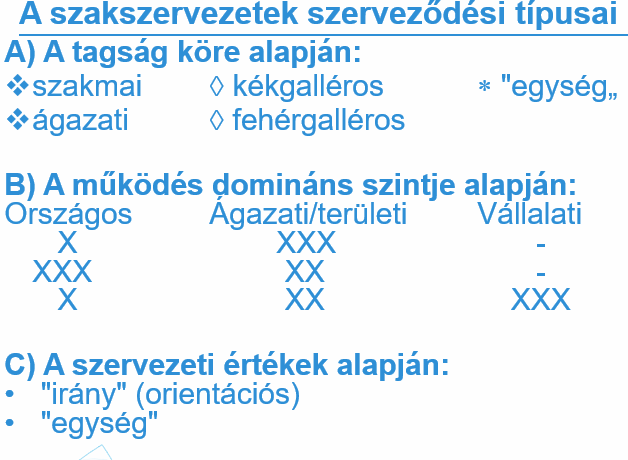 A szakszervezetek szerveződési típusai
A) A tagság köre alapján:
❖szakmai ◊ kékgalléros ∗ "egység„
❖ágazati ◊ fehérgalléros
B) A működés domináns szintje alapján:
Országos Ágazati/területi Vállalati
X XXX -
XXX XX -
X XX XXX
C) A szervezeti értékek alapján:
• "irány" (orientációs)
• "egység"